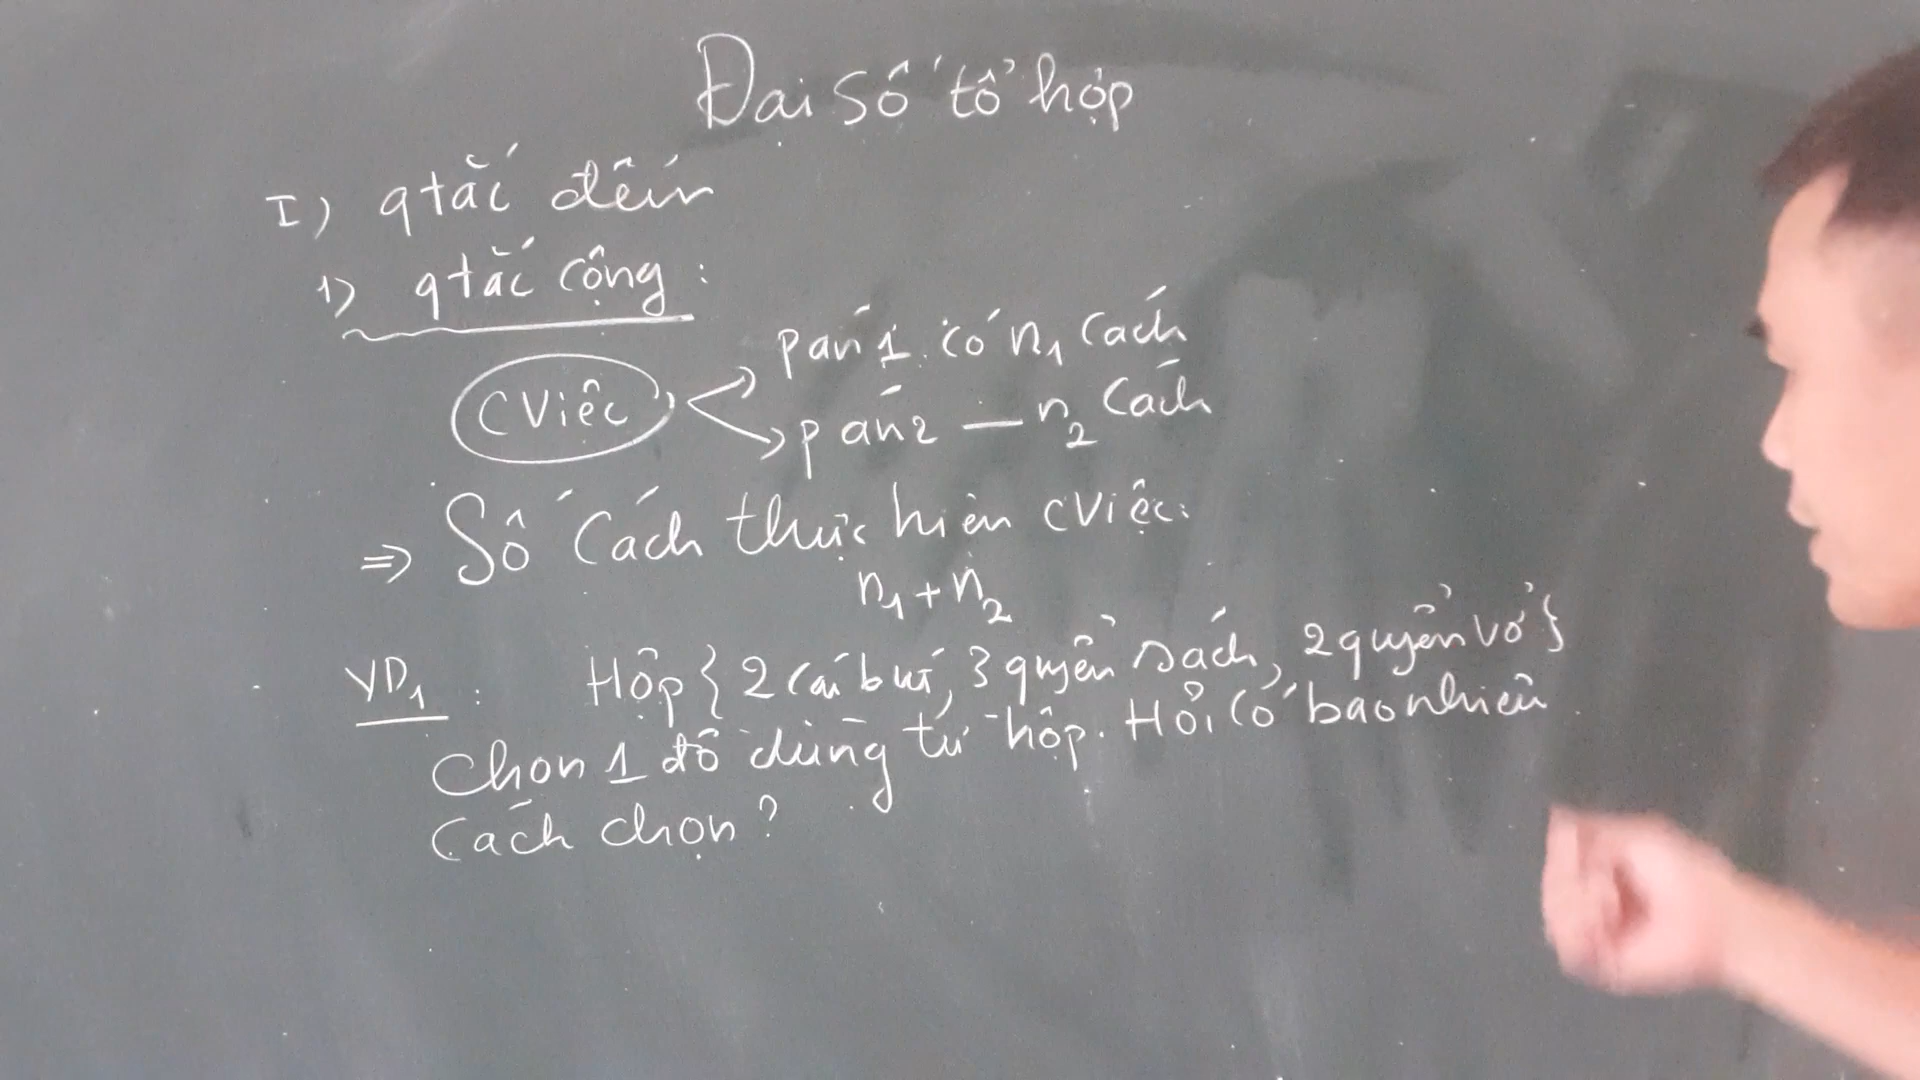 Đại số tổ hợp
I) qtắc đếm
1) qtắc cộng :
cviệc
pán 1 có n₁ cách
pán 2 — n₂ cách
⇒ Số cách thực hiện cviệc:
n₁ + n₂
VD₁ : Hộp { 2 cái bút, 3 quyển sách, 2 quyển vở }
Chọn 1 đồ dùng từ hộp. Hỏi có bao nhiêu
cách chọn ?